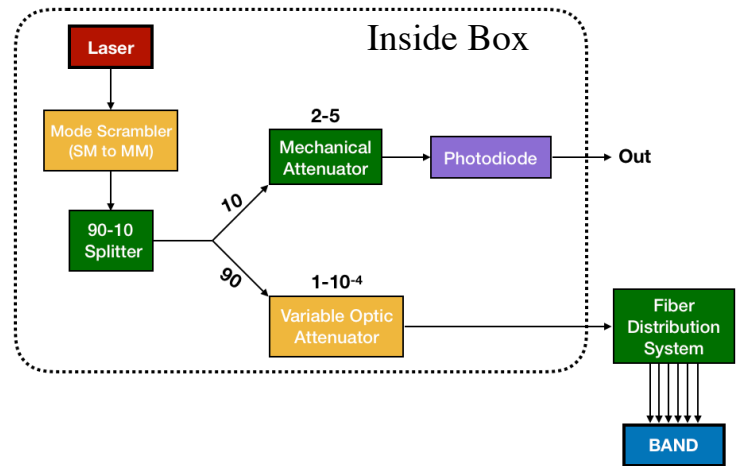 Inside Box
Laser
Mode Scrambler
(SM to MM)
90-10
Splitter
10
90
2-5
Mechanical
Attenuator
Photodiode
Out
1-10⁻⁴
Variable Optic
Attenuator
Fiber
Distribution
System
BAND